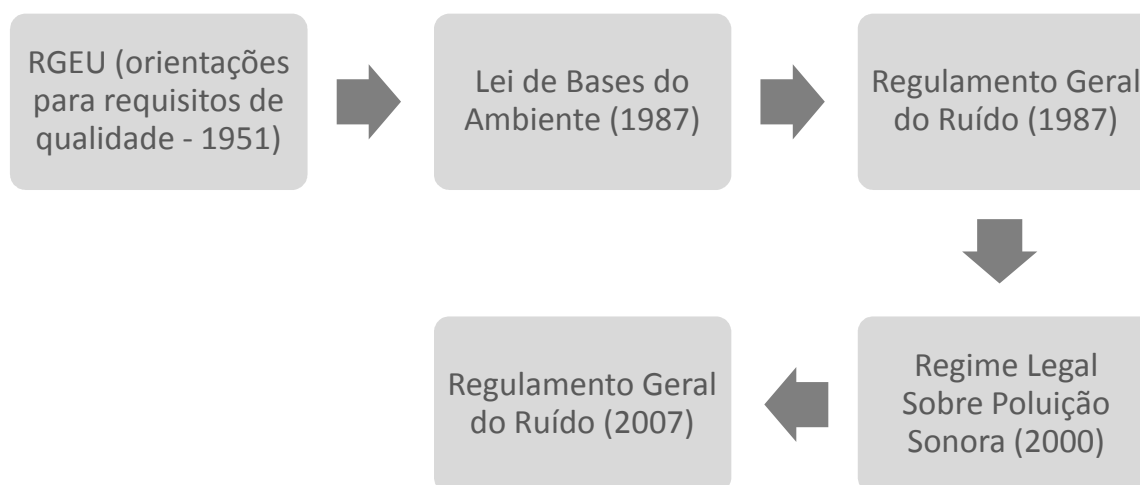 RGEU (orientações
para requisitos de
qualidade - 1951)
Lei de Bases do
Ambiente (1987)
Regulamento Geral
do Ruído (1987)
Regime Legal
Sobre Poluição
Sonora (2000)
Regulamento Geral
do Ruído (2007)